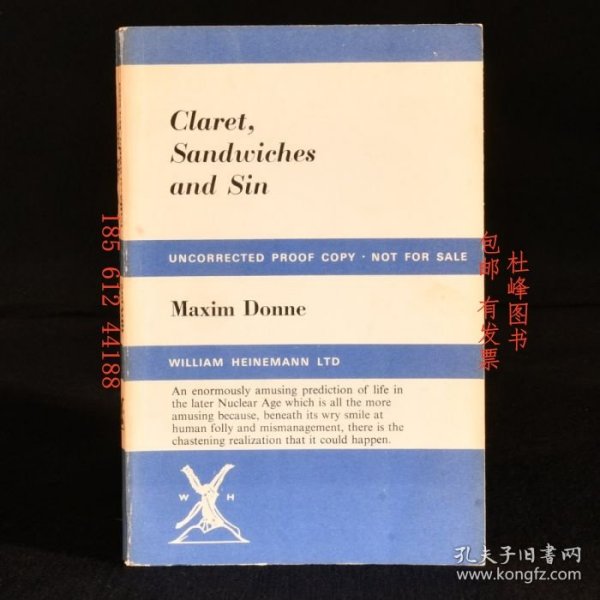 Claret,
Sandwiches
and Sin
UNCORRECTED PROOF COPY · NOT FOR SALE
Maxim Donne
WILLIAM HEINEMANN LTD
An enormously amusing prediction of life in
the later Nuclear Age which is all the more
amusing because, beneath its wry smile at
human folly and mismanagement, there is the
chastening realization that it could happen.
W H
185 612 44188
杜峰图书
包邮 有发票
孔夫子旧书网
www.kongfz.com